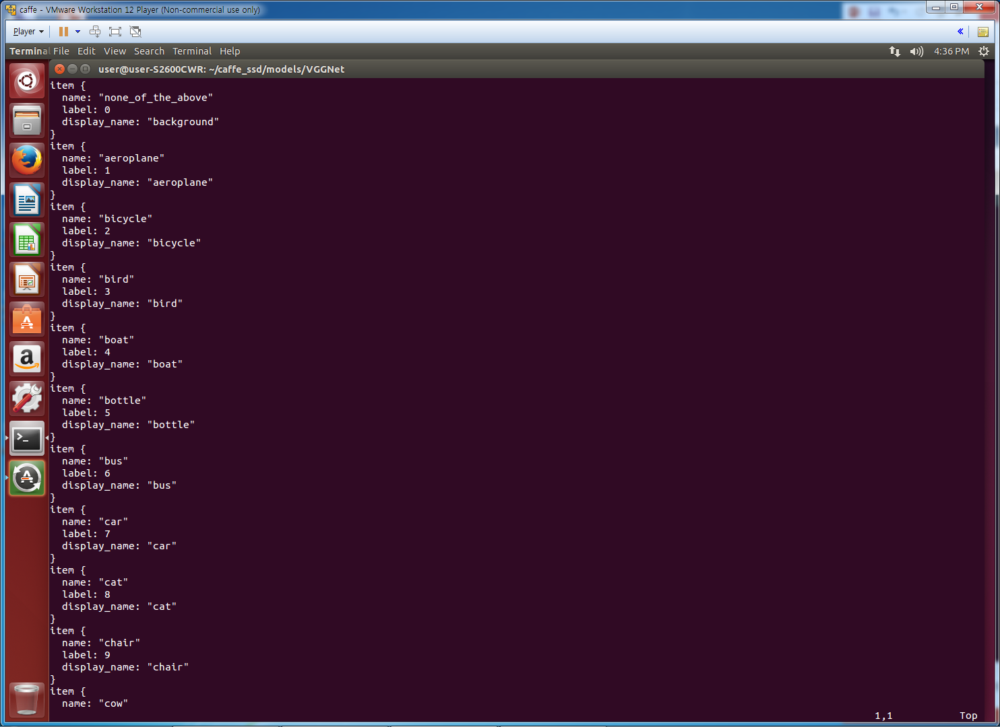 caffe - VMware Workstation 12 Player (Non-commercial use only)
Player
Terminal File Edit View Search Terminal Help
4:36 PM
user@user-S2600CWR: ~/caffe_ssd/models/VGGNet
item {
  name: "none_of_the_above"
  label: 0
  display_name: "background"
}
item {
  name: "aeroplane"
  label: 1
  display_name: "aeroplane"
}
item {
  name: "bicycle"
  label: 2
  display_name: "bicycle"
}
item {
  name: "bird"
  label: 3
  display_name: "bird"
}
item {
  name: "boat"
  label: 4
  display_name: "boat"
}
item {
  name: "bottle"
  label: 5
  display_name: "bottle"
}
item {
  name: "bus"
  label: 6
  display_name: "bus"
}
item {
  name: "car"
  label: 7
  display_name: "car"
}
item {
  name: "cat"
  label: 8
  display_name: "cat"
}
item {
  name: "chair"
  label: 9
  display_name: "chair"
}
item {
  name: "cow"
1,1 Top